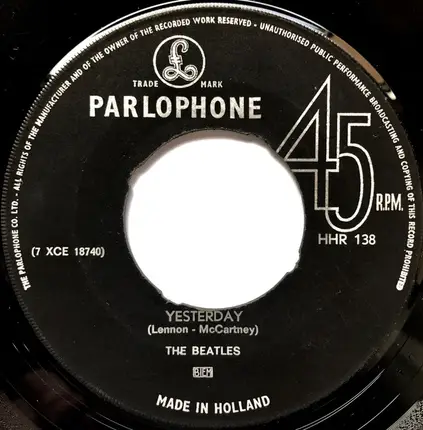 THE PARLOPHONE CO. LTD. - ALL RIGHTS OF THE MANUFACTURER AND OF THE OWNER OF THE RECORDED WORK RESERVED - UNAUTHORISED PUBLIC PERFORMANCE BROADCASTING AND COPYING OF THIS RECORD PROHIBITED
£
TRADE MARK
PARLOPHONE
45 R.P.M.
HHR 138
(7 XCE 18740)
YESTERDAY
(Lennon - McCartney)
THE BEATLES
BIEM
MADE IN HOLLAND